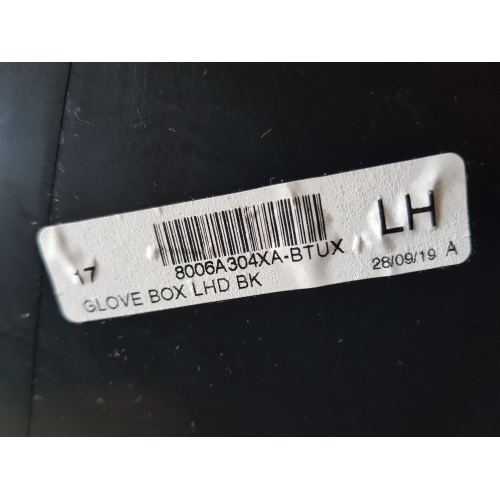 LH
17 8006A304XA-BTUX 28/09/19 A
GLOVE BOX LHD BK